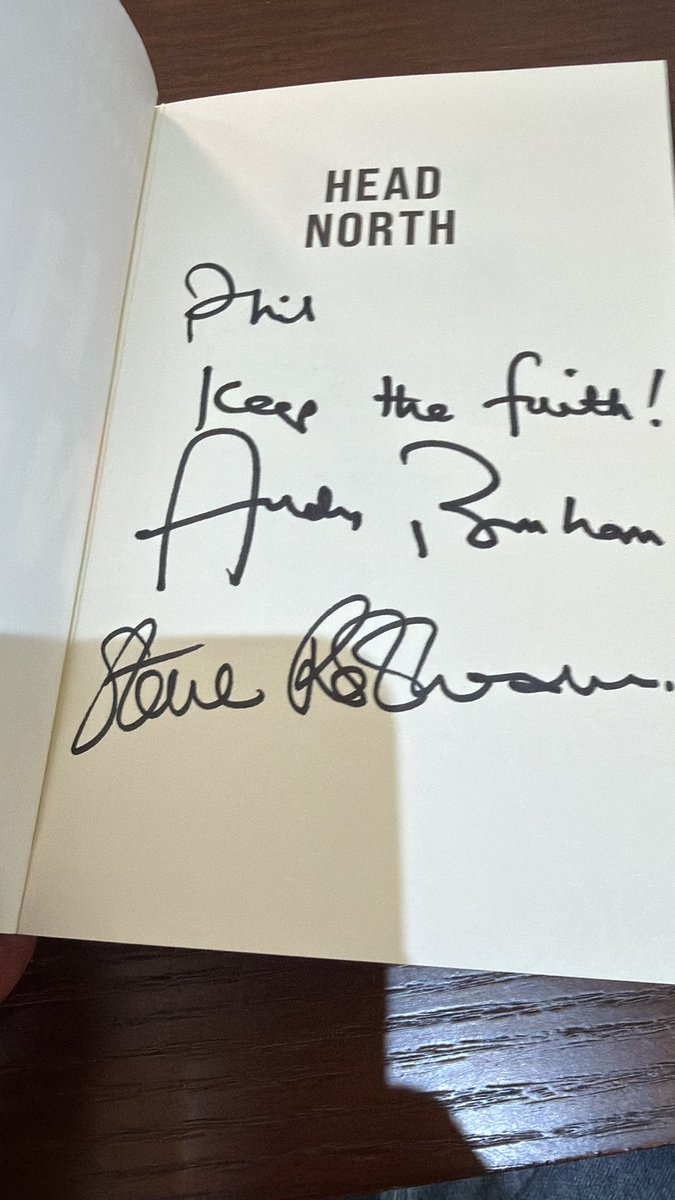 HEAD
NORTH
Phil
Keep the faith!
Andy Burnham
Steve Rotheram